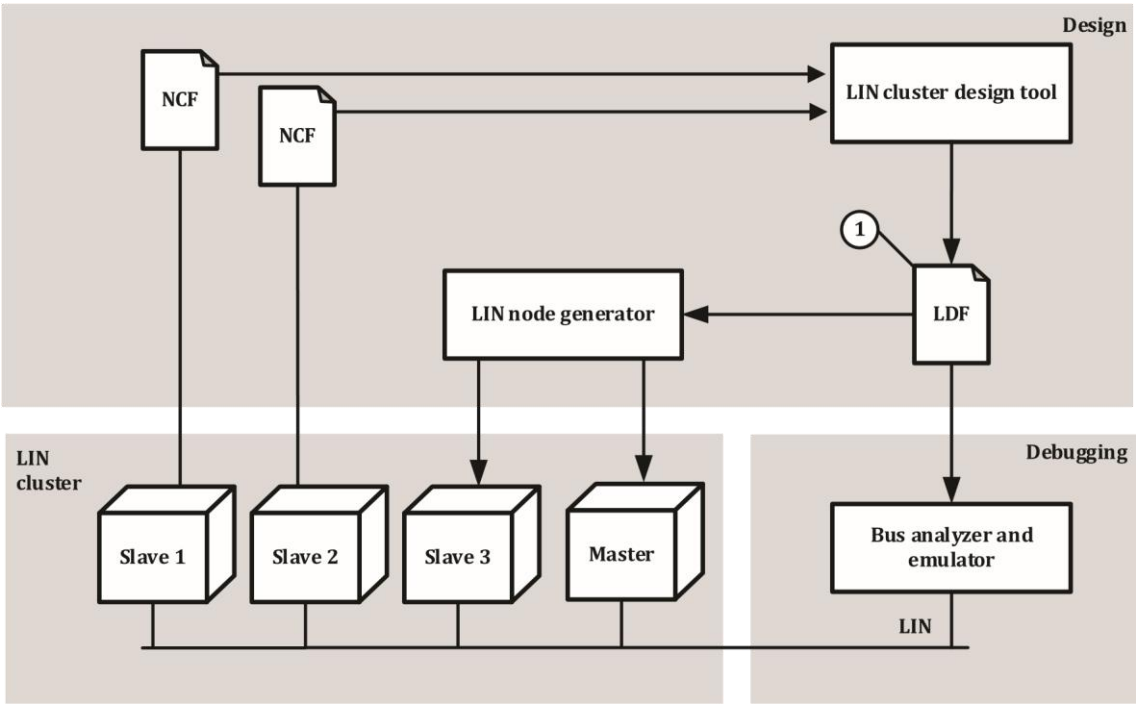 Design
NCF
LIN cluster design tool
NCF
1
LIN node generator
LDF
LIN
cluster
Debugging
Slave 1
Slave 2
Slave 3
Master
Bus analyzer and
emulator
LIN